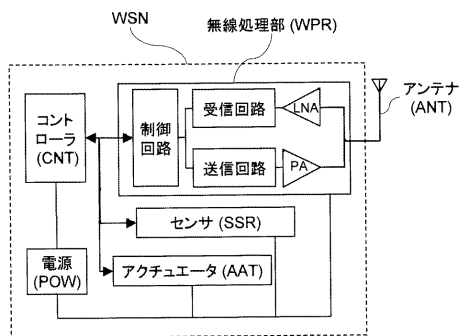 WSN
無線処理部 (WPR)
アンテナ
(ANT)
コント
ローラ
(CNT)
制御
回路
受信回路
LNA
送信回路
PA
センサ (SSR)
電源
(POW)
アクチュエータ (AAT)